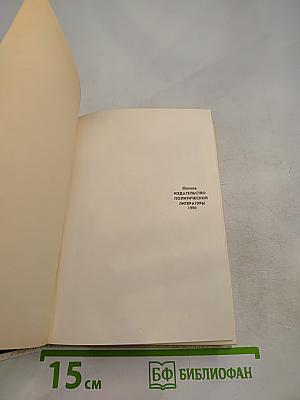 Москва
ИЗДАТЕЛЬСТВО
ПОЛИТИЧЕСКОЙ
ЛИТЕРАТУРЫ
1990
15 см
БФ БИБЛИОФАН